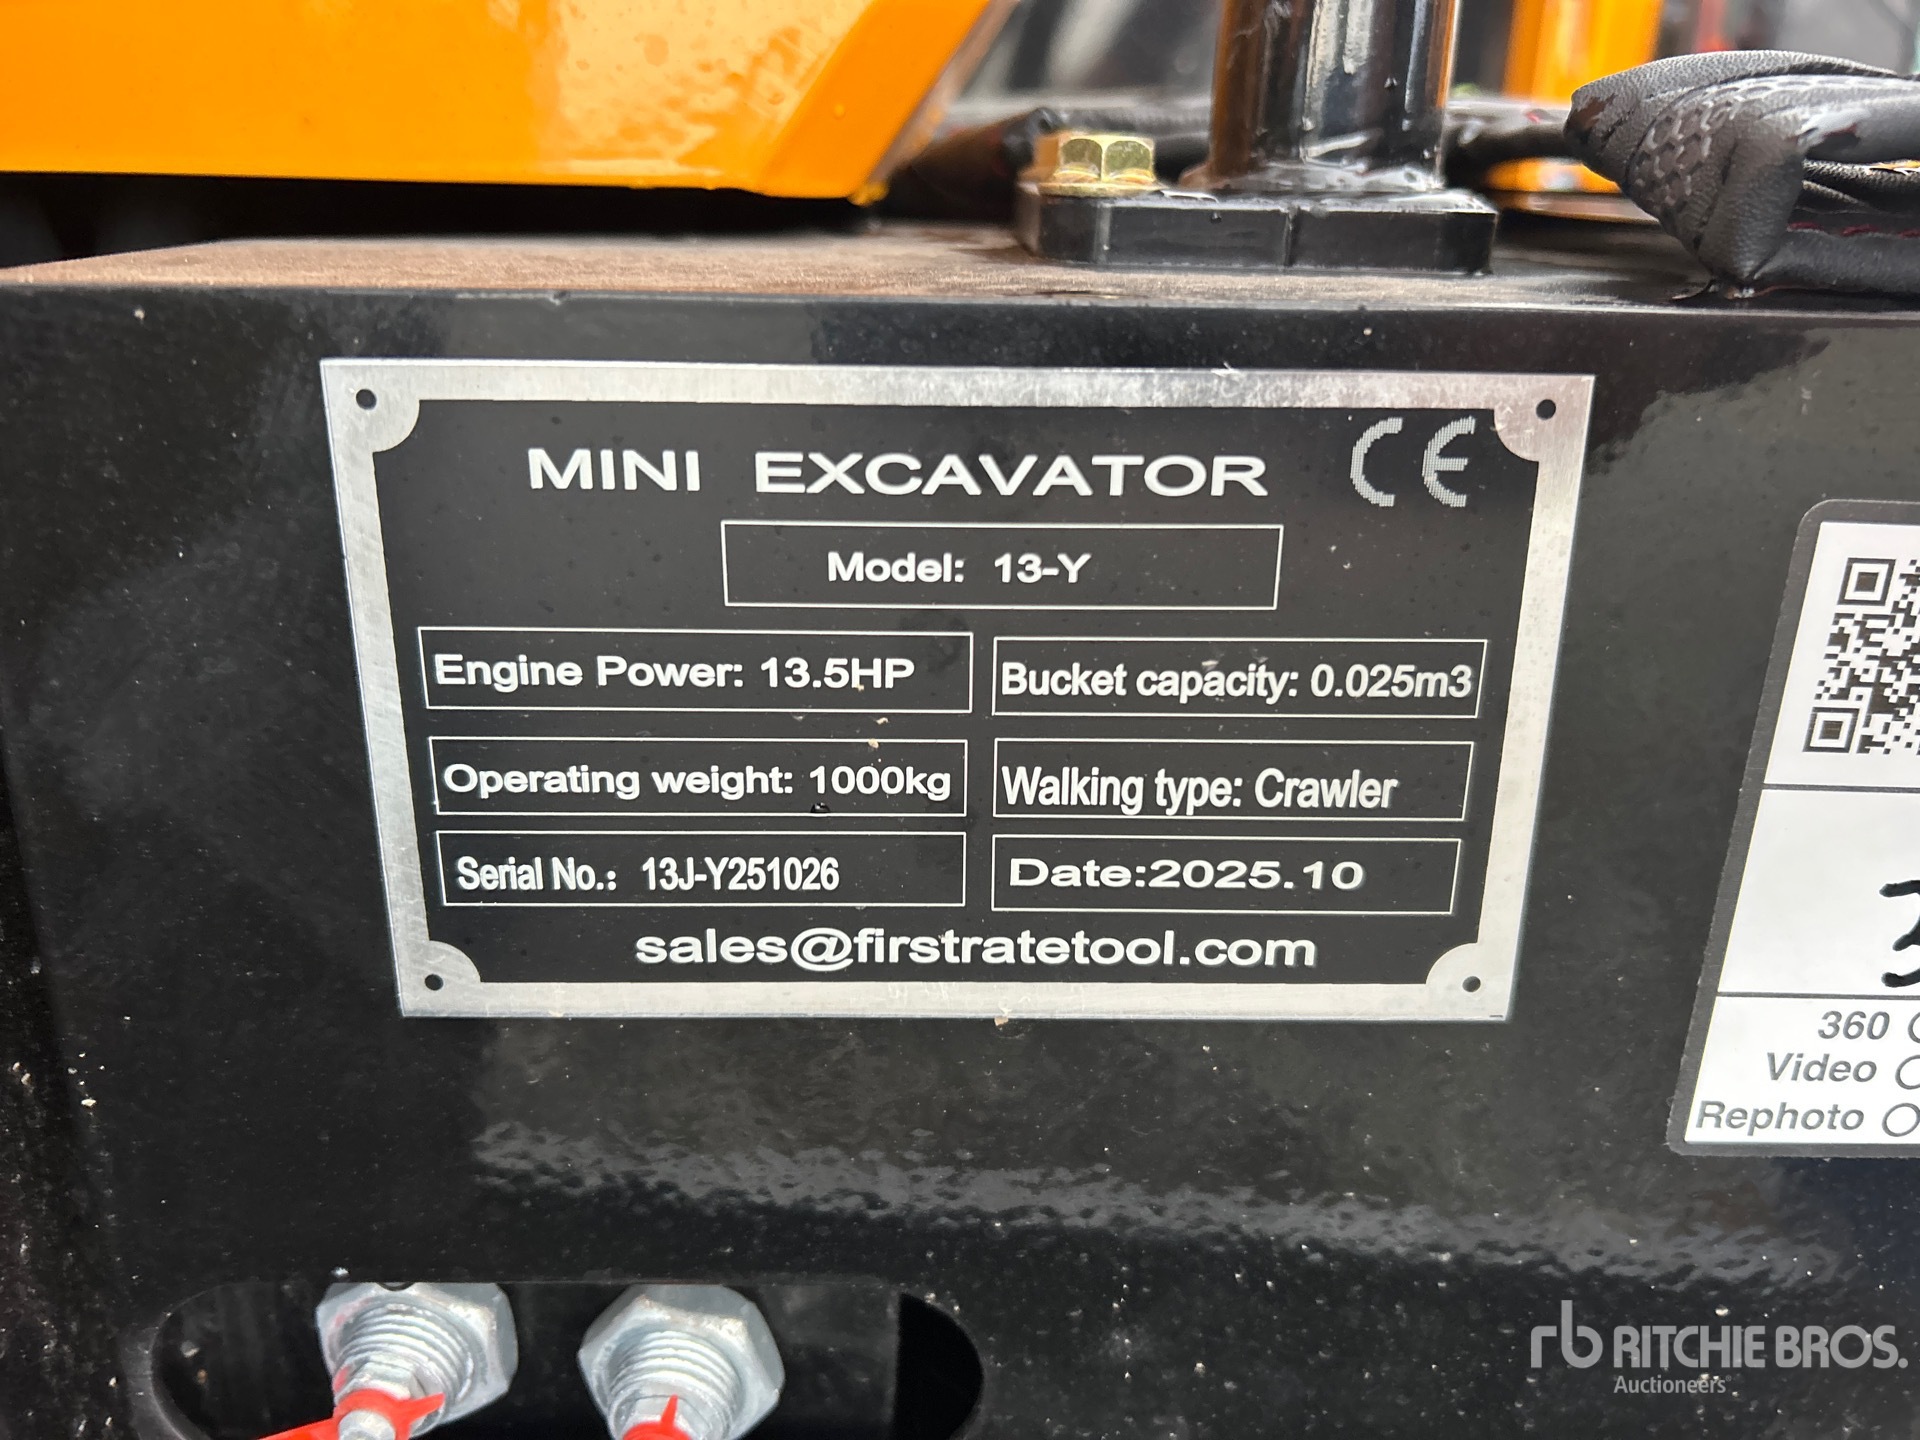 MINI EXCAVATOR CE
Model: 13-Y
Engine Power: 13.5HP
Bucket capacity: 0.025m3
Operating weight: 1000kg
Walking type: Crawler
Serial No.: 13J-Y251026
Date:2025.10
sales@firstratetool.com
360
Video
Rephoto
rb RITCHIE BROS.
Auctioneers